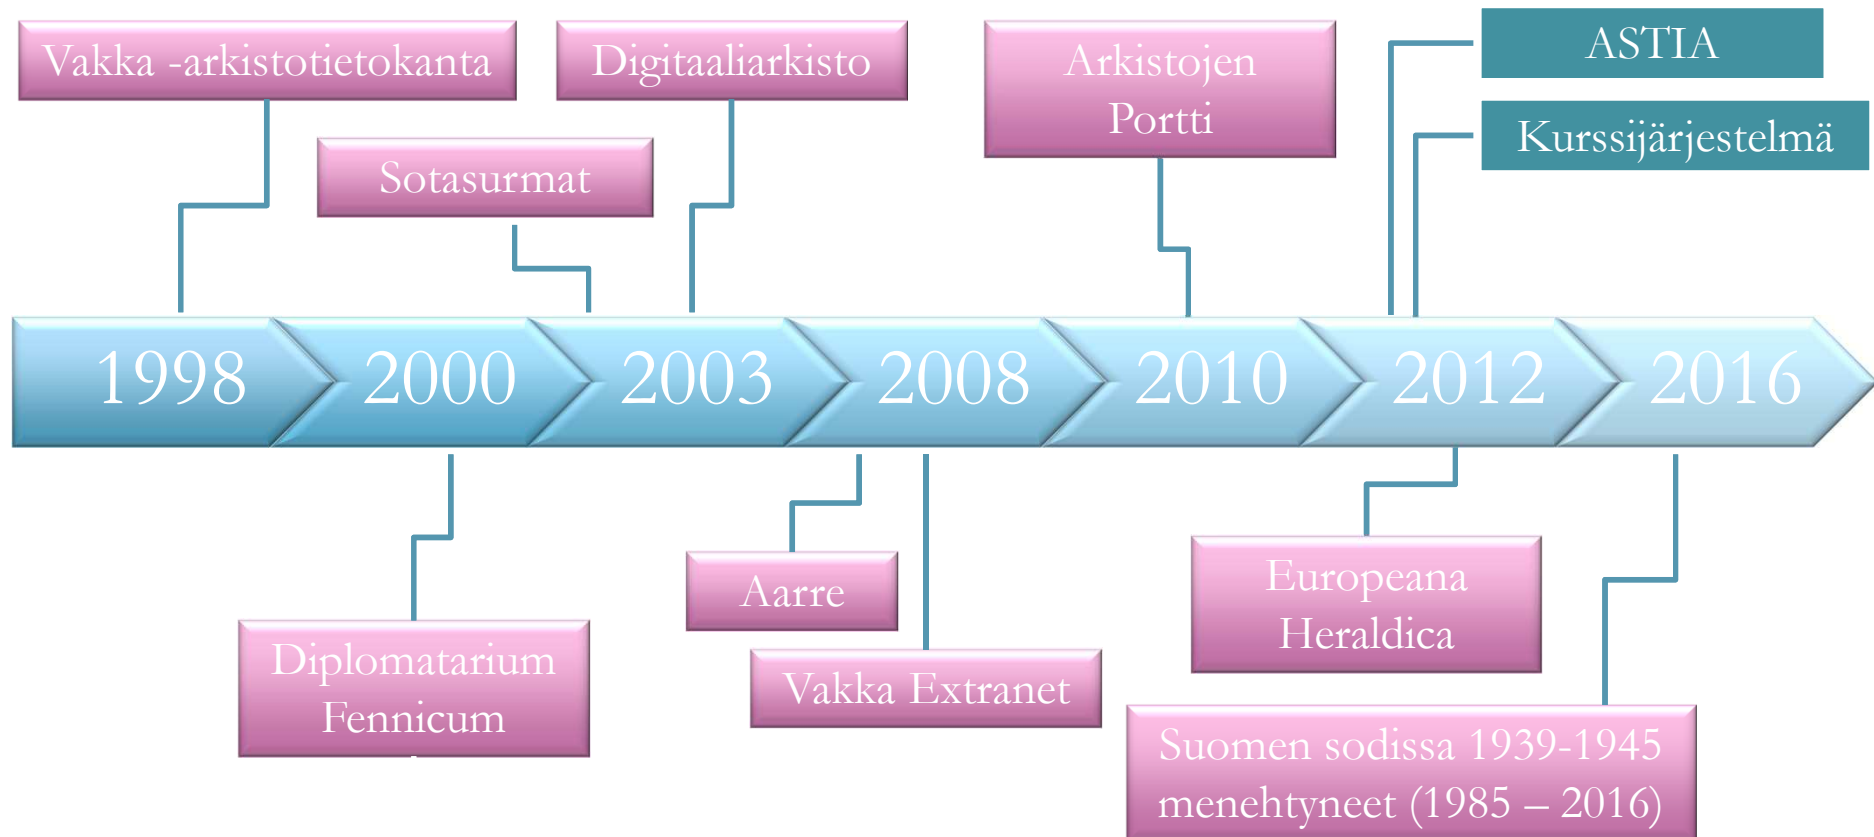 Vakka -arkistotietokanta
Digitaaliarkisto
Arkistojen
Portti
ASTIA
Kurssijärjestelmä
Sotasurmat
1998
2000
2003
2008
2010
2012
2016
Aarre
Europeana
Heraldica
Diplomatarium
Fennicum
Vakka Extranet
Suomen sodissa 1939-1945
menehtyneet (1985 – 2016)